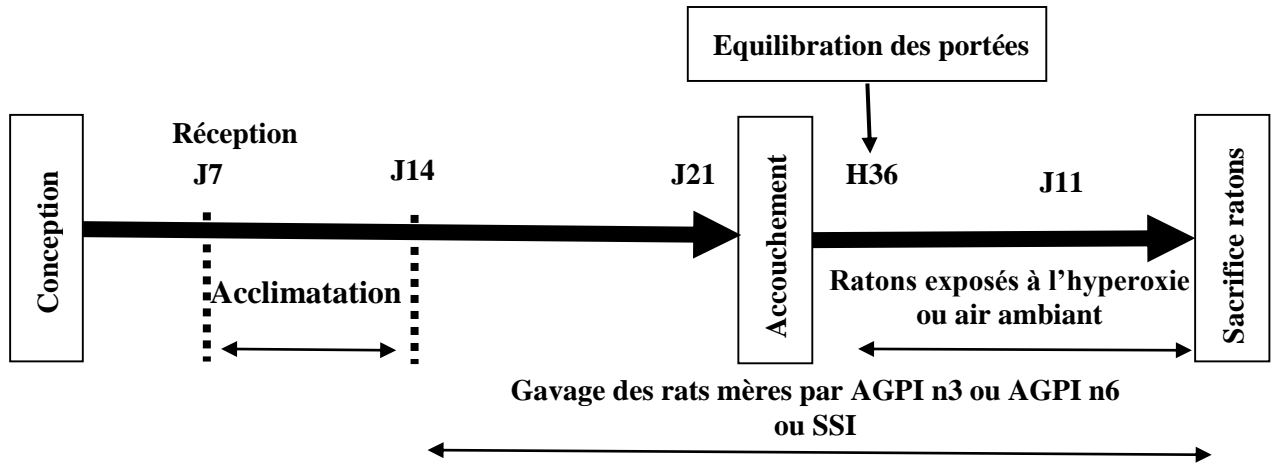 Equilibration des portées
Conception
Réception
J7
J14
J21
Accouchement
H36
J11
Sacrifice ratons
Acclimatation
Ratons exposés à l'hyperoxie
ou air ambiant
Gavage des rats mères par AGPI n3 ou AGPI n6
ou SSI